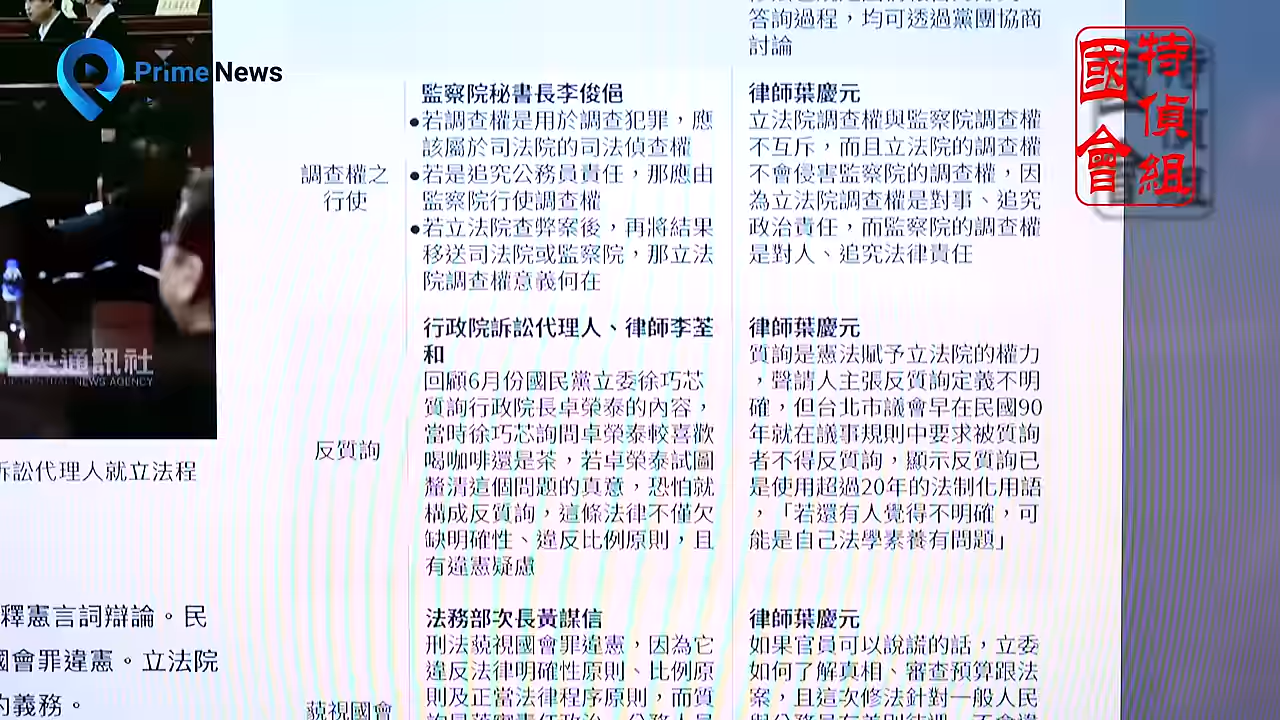 Prime News
國會
特偵組
答詢過程，均可透過黨團協商
討論
調查權之
行使
監察院秘書長李俊俋
●若調查權是用於調查犯罪，應
該屬於司法院的司法偵查權
●若是追究公務員責任，那應由
監察院行使調查權
●若立法院查弊案後，再將結果
移送司法院或監察院，那立法
院調查權意義何在
律師葉慶元
立法院調查權與監察院調查權
不互斥，而且立法院的調查權
不會侵害監察院的調查權，因
為立法院調查權是對事、追究
政治責任，而監察院的調查權
是對人、追究法律責任
反質詢
行政院訴訟代理人、律師李荃
和
回顧6月份國民黨立委徐巧芯
質詢行政院長卓榮泰的內容，
當時徐巧芯詢問卓榮泰較喜歡
喝咖啡還是茶，若卓榮泰試圖
釐清這個問題的真意，恐怕就
構成反質詢，這條法律不僅欠
缺明確性、違反比例原則，且
有違憲疑慮
律師葉慶元
質詢是憲法賦予立法院的權力
，聲請人主張反質詢定義不明
確，但台北市議會早在民國90
年就在議事規則中要求被質詢
者不得反質詢，顯示反質詢已
是使用超過20年的法制化用語
，「若還有人覺得不明確，可
能是自己法學素養有問題」
藐視國會
法務部次長黃謀信
刑法藐視國會罪違憲，因為它
違反法律明確性原則、比例原
則及正當法律程序原則，而質
律師葉慶元
如果官員可以說謊的話，立委
如何了解真相、審查預算跟法
案，且這次修法針對一般人民
中央通訊社
CENTRAL NEWS AGENCY
訴訟代理人就立法程
釋憲言詞辯論。民
國會罪違憲。立法院
的義務。